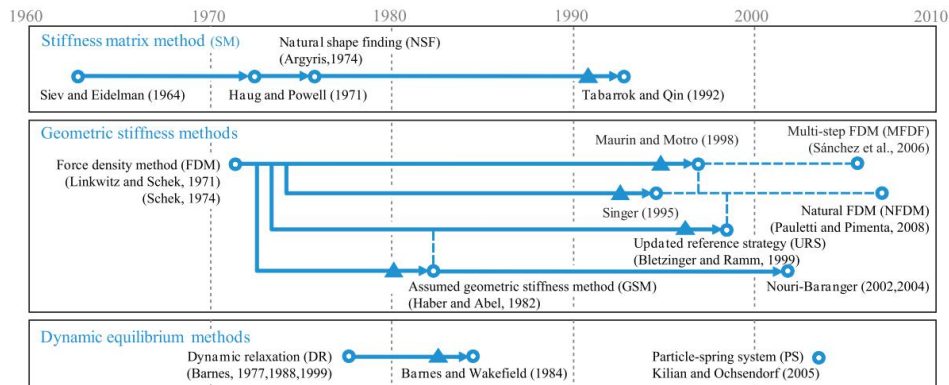 1960 1970 1980 1990 2000 2010
Stiffness matrix method (SM)
Natural shape finding (NSF)
(Argyris,1974)
Siev and Eidelman (1964)
Haug and Powell (1971)
Tabarrok and Qin (1992)
Geometric stiffness methods
Force density method (FDM)
(Linkwitz and Schek, 1971)
(Schek, 1974)
Maurin and Motro (1998)
Multi-step FDM (MFDF)
(Sánchez et al., 2006)
Singer (1995)
Natural FDM (NFDM)
(Pauletti and Pimenta, 2008)
Updated reference strategy (URS)
(Bletzinger and Ramm, 1999)
Assumed geometric stiffness method (GSM)
(Haber and Abel, 1982)
Nouri-Baranger (2002,2004)
Dynamic equilibrium methods
Dynamic relaxation (DR)
(Barnes, 1977,1988,1999)
Barnes and Wakefield (1984)
Particle-spring system (PS)
Kilian and Ochsendorf (2005)